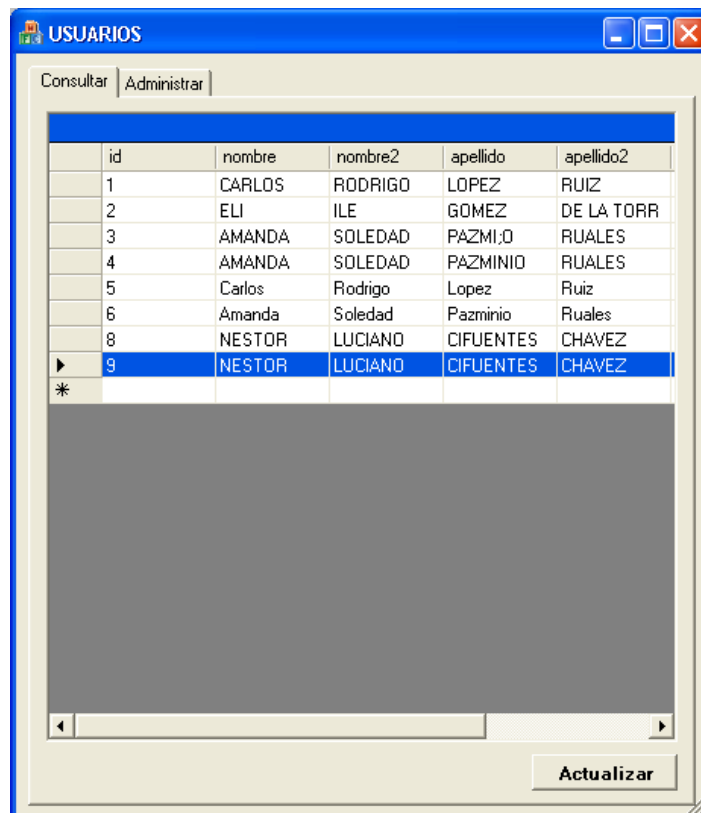 USUARIOS
Consultar Administrar
id nombre nombre2 apellido apellido2
1 CARLOS RODRIGO LOPEZ RUIZ
2 ELI ILE GOMEZ DE LA TORR
3 AMANDA SOLEDAD PAZMI;O RUALES
4 AMANDA SOLEDAD PAZMINIO RUALES
5 Carlos Rodrigo Lopez Ruiz
6 Amanda Soledad Pazminio Ruales
8 NESTOR LUCIANO CIFUENTES CHAVEZ
9 NESTOR LUCIANO CIFUENTES CHAVEZ
Actualizar